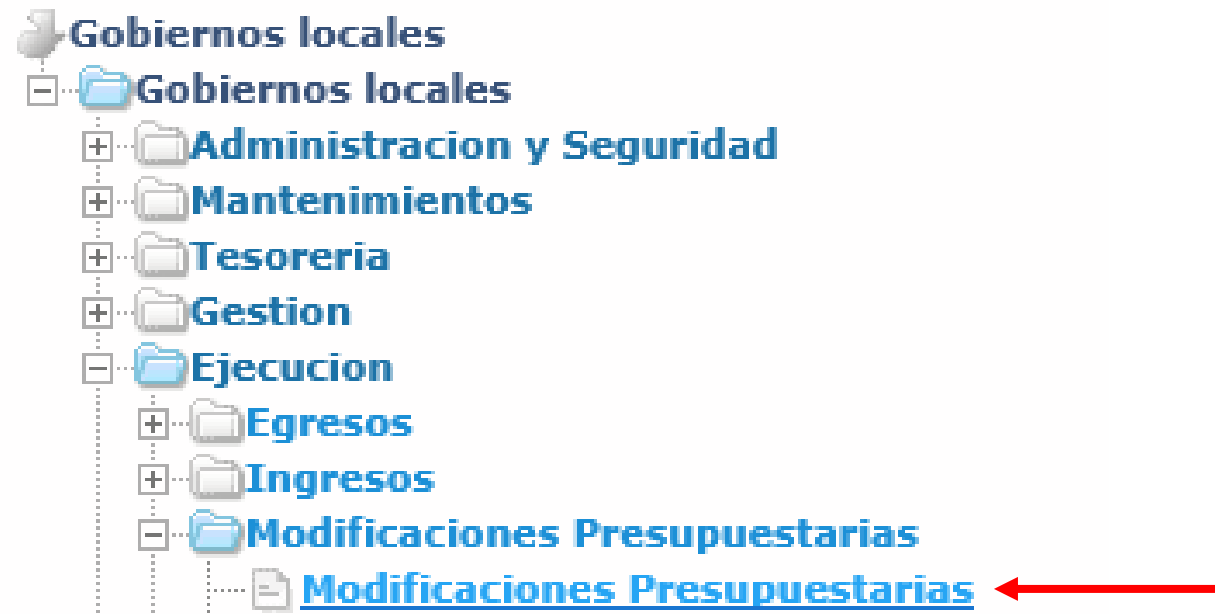 Gobiernos locales
Gobiernos locales
Administracion y Seguridad
Mantenimientos
Tesoreria
Gestion
Ejecucion
Egresos
Ingresos
Modificaciones Presupuestarias
Modificaciones Presupuestarias